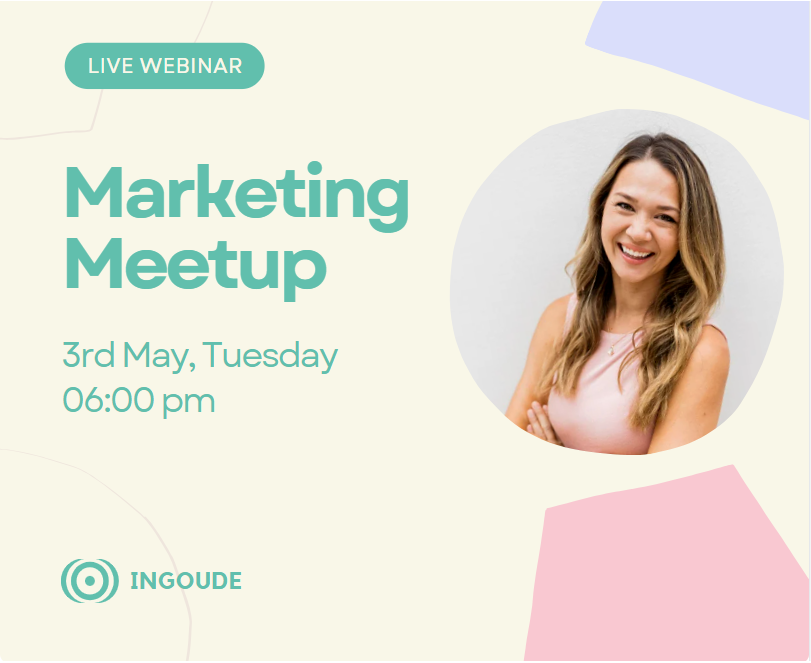 LIVE WEBINAR
Marketing
Meetup
3rd May, Tuesday
06:00 pm
INGOUDE